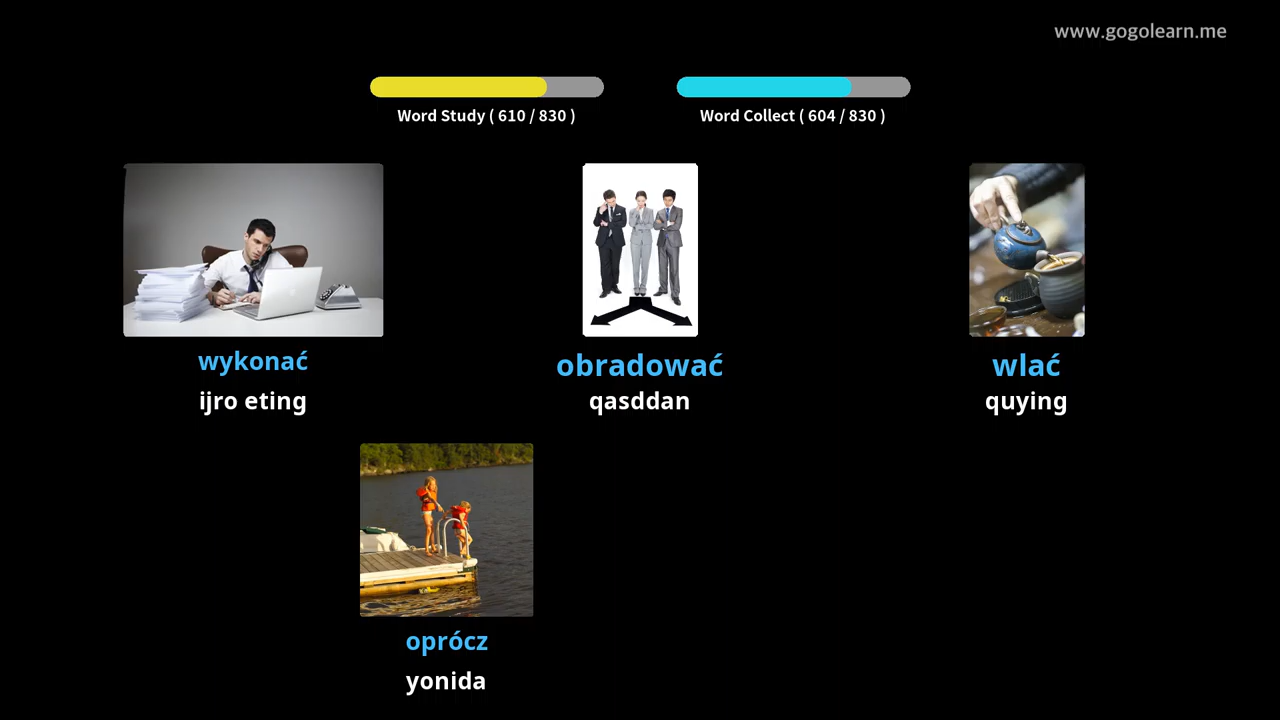 www.gogolearn.me
Word Study ( 610 / 830 )
Word Collect ( 604 / 830 )
wykonać
ijro eting
obradować
qasddan
wlać
quying
oprócz
yonida